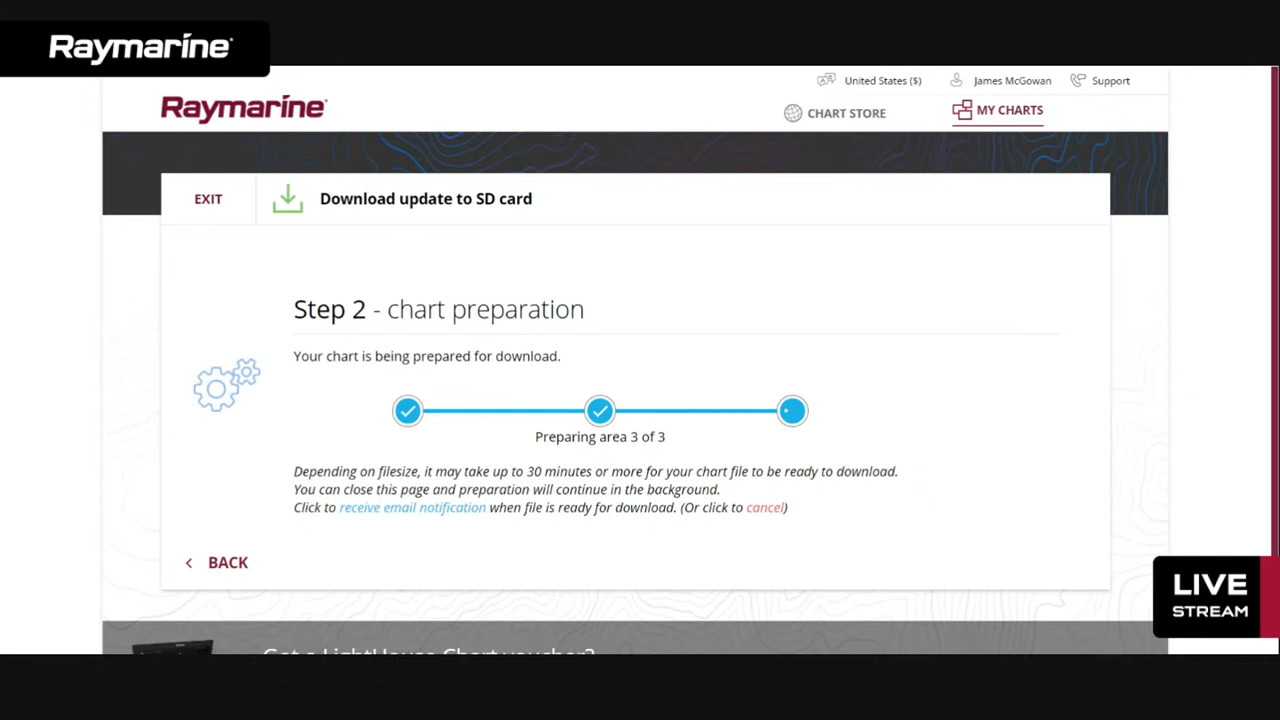 Raymarine
United States ($)
James McGowan
Support
Raymarine
CHART STORE
MY CHARTS
EXIT
Download update to SD card
Step 2 - chart preparation
Your chart is being prepared for download.
Preparing area 3 of 3
Depending on filesize, it may take up to 30 minutes or more for your chart file to be ready to download.
You can close this page and preparation will continue in the background.
Click to receive email notification when file is ready for download. (Or click to cancel)
< BACK
LIVE
STREAM
Got a LightHouse Chart voucher?